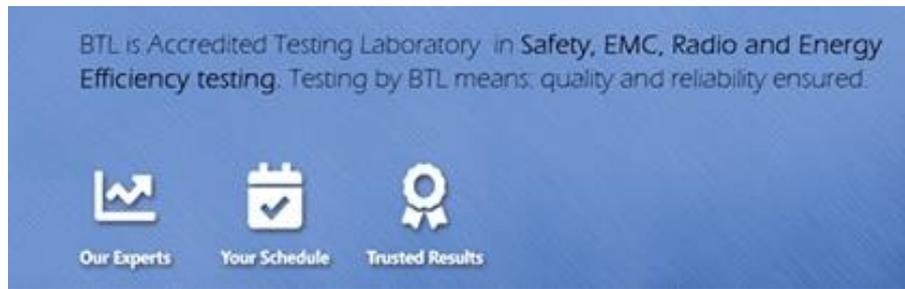 BTL is Accredited Testing Laboratory in Safety, EMC, Radio and Energy
Efficiency testing. Testing by BTL means: quality and reliability ensured.
Our Experts Your Schedule Trusted Results